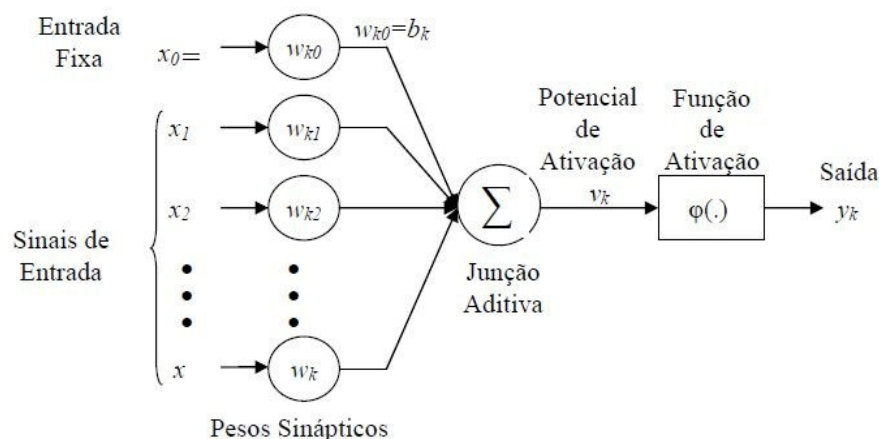 Entrada
Fixa
x0=
wk0
wk0=bk
Sinais de
Entrada
x1
wk1
x2
wk2
x
wk
Pesos Sinápticos
∑
Junção
Aditiva
Potencial
de
Ativação
vk
Função
de
Ativação
φ(.)
Saída
yk